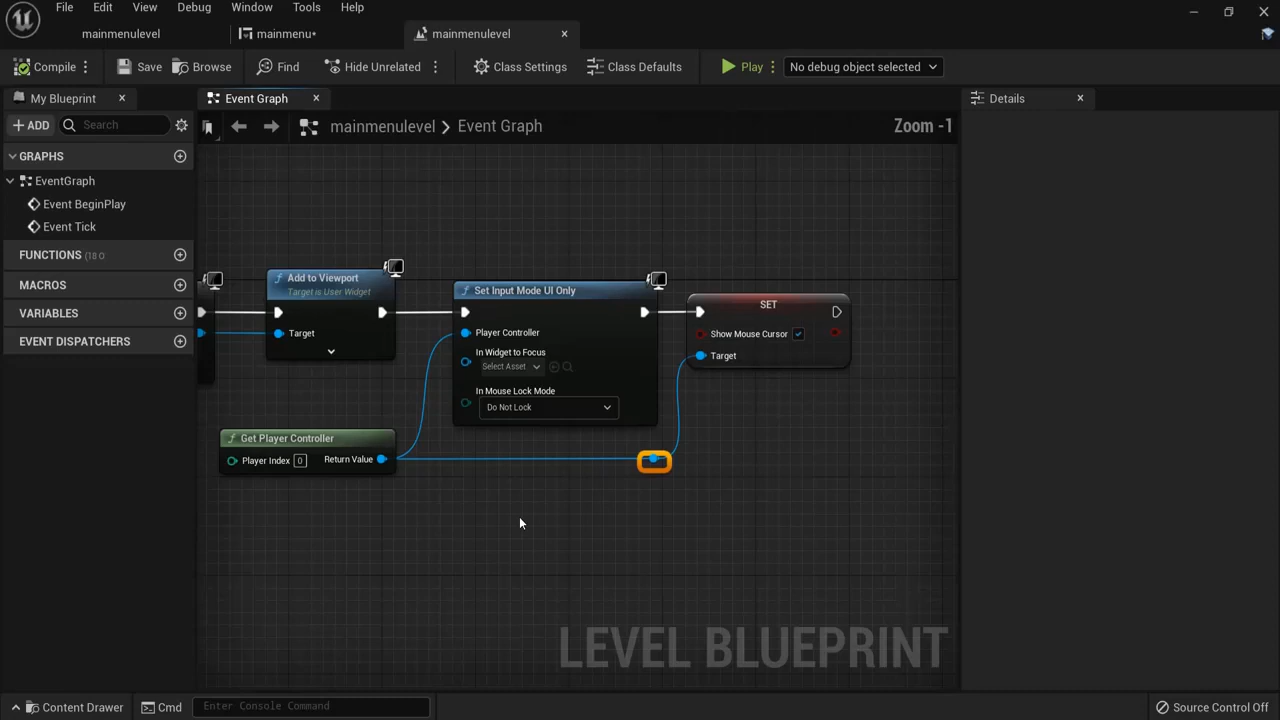 File Edit View Debug Window Tools Help
mainmenulevel mainmenu* mainmenulevel
Compile Save Browse Find Hide Unrelated Class Settings Class Defaults Play No debug object selected
My Blueprint Event Graph Details
ADD Search mainmenulevel > Event Graph Zoom -1
GRAPHS
EventGraph
Event BeginPlay
Event Tick
FUNCTIONS (18 O
MACROS
VARIABLES
EVENT DISPATCHERS
Add to Viewport
Target is User Widget
Target
Set Input Mode UI Only
Player Controller
In Widget to Focus
Select Asset
In Mouse Lock Mode
Do Not Lock
SET
Show Mouse Cursor
Target
Get Player Controller
Player Index 0 Return Value
LEVEL BLUEPRINT
Content Drawer Cmd Enter Console Command Source Control Off